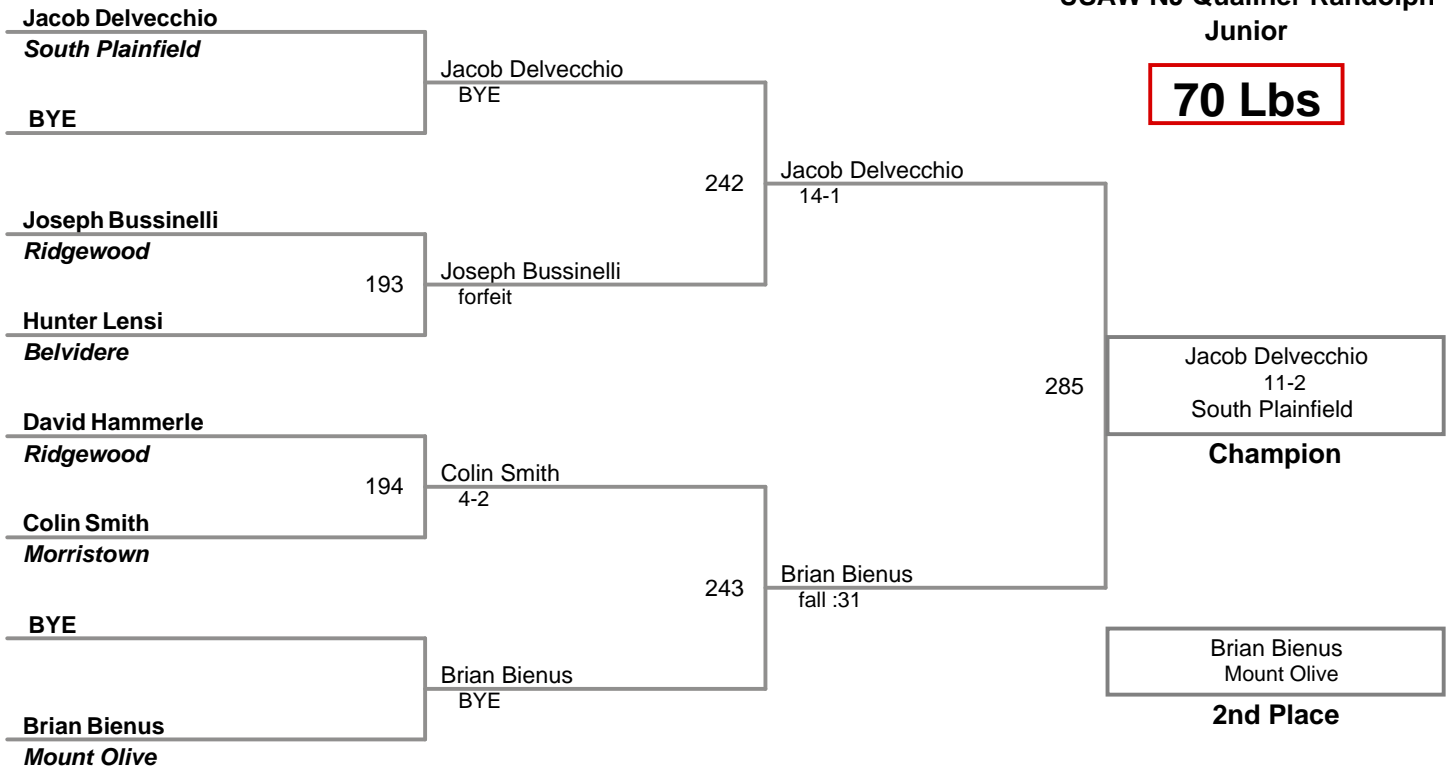 Junior
70 Lbs
Jacob Delvecchio
South Plainfield
BYE
Joseph Bussinelli
Ridgewood
193
Hunter Lensi
Belvidere
David Hammerle
Ridgewood
194
Colin Smith
Morristown
BYE
Brian Bienus
Mount Olive
Jacob Delvecchio
BYE
242
Joseph Bussinelli
forfeit
Colin Smith
4-2
243
Brian Bienus
BYE
Jacob Delvecchio
14-1
285
Brian Bienus
fall :31
Jacob Delvecchio
11-2
South Plainfield
Champion
Brian Bienus
Mount Olive
2nd Place